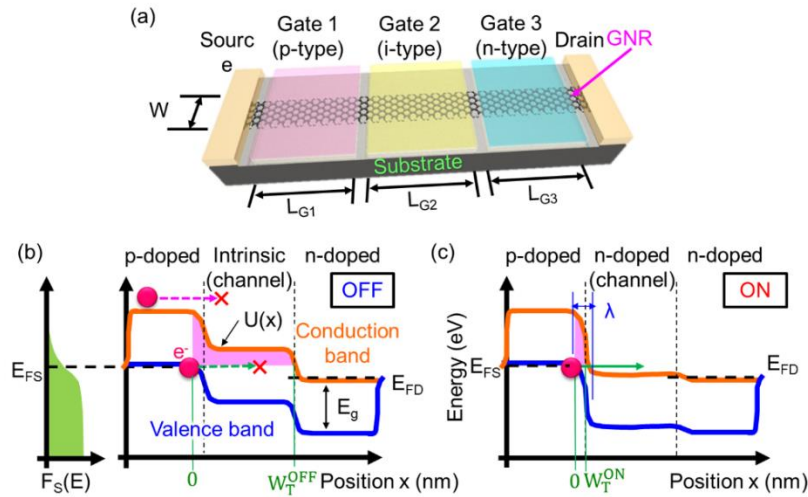 (a)
Gate 1
(p-type)
Gate 2
(i-type)
Gate 3
(n-type)
Sourc
e
Drain
GNR
W
Substrate
L_G1
L_G2
L_G3
(b)
p-doped
Intrinsic
(channel)
n-doped
OFF
U(x)
Conduction
band
e-
E_FS
E_FD
E_g
Valence band
F_S(E)
0
W_T^OFF
Position x (nm)
(c)
p-doped
n-doped
(channel)
n-doped
ON
λ
Energy (eV)
E_FS
E_FD
0
W_T^ON
Position x (nm)